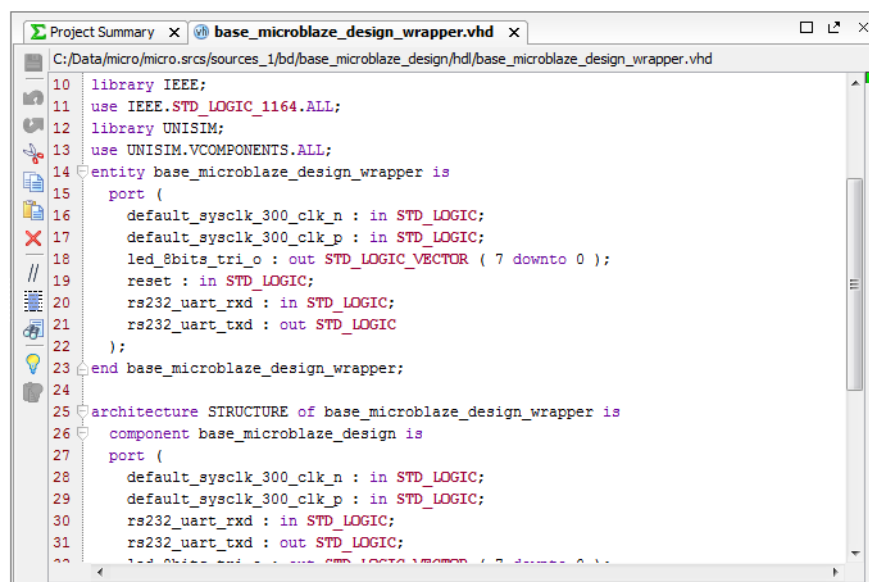 Project Summary x base_microblaze_design_wrapper.vhd x
C:/Data/micro/micro.srcs/sources_1/bd/base_microblaze_design/hdl/base_microblaze_design_wrapper.vhd
10 library IEEE;
11 use IEEE.STD_LOGIC_1164.ALL;
12 library UNISIM;
13 use UNISIM.VCOMPONENTS.ALL;
14 entity base_microblaze_design_wrapper is
15 port (
16 default_sysclk_300_clk_n : in STD_LOGIC;
17 default_sysclk_300_clk_p : in STD_LOGIC;
18 led_8bits_tri_o : out STD_LOGIC_VECTOR ( 7 downto 0 );
19 reset : in STD_LOGIC;
20 rs232_uart_rxd : in STD_LOGIC;
21 rs232_uart_txd : out STD_LOGIC
22 );
23 end base_microblaze_design_wrapper;
24
25 architecture STRUCTURE of base_microblaze_design_wrapper is
26 component base_microblaze_design is
27 port (
28 default_sysclk_300_clk_n : in STD_LOGIC;
29 default_sysclk_300_clk_p : in STD_LOGIC;
30 rs232_uart_rxd : in STD_LOGIC;
31 rs232_uart_txd : out STD_LOGIC;